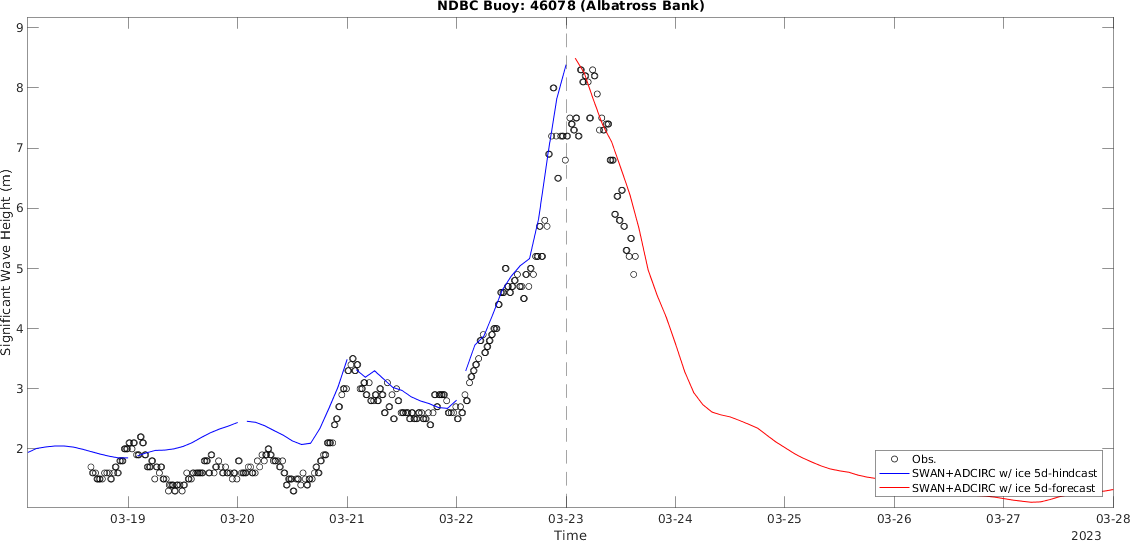 NDBC Buoy: 46078 (Albatross Bank)
9
8
7
6
5
4
3
2
Significant Wave Height (m)
Obs.
SWAN+ADCIRC w/ ice 5d-hindcast
SWAN+ADCIRC w/ ice 5d-forecast
03-19 03-20 03-21 03-22 03-23 03-24 03-25 03-26 03-27 03-28
Time
2023